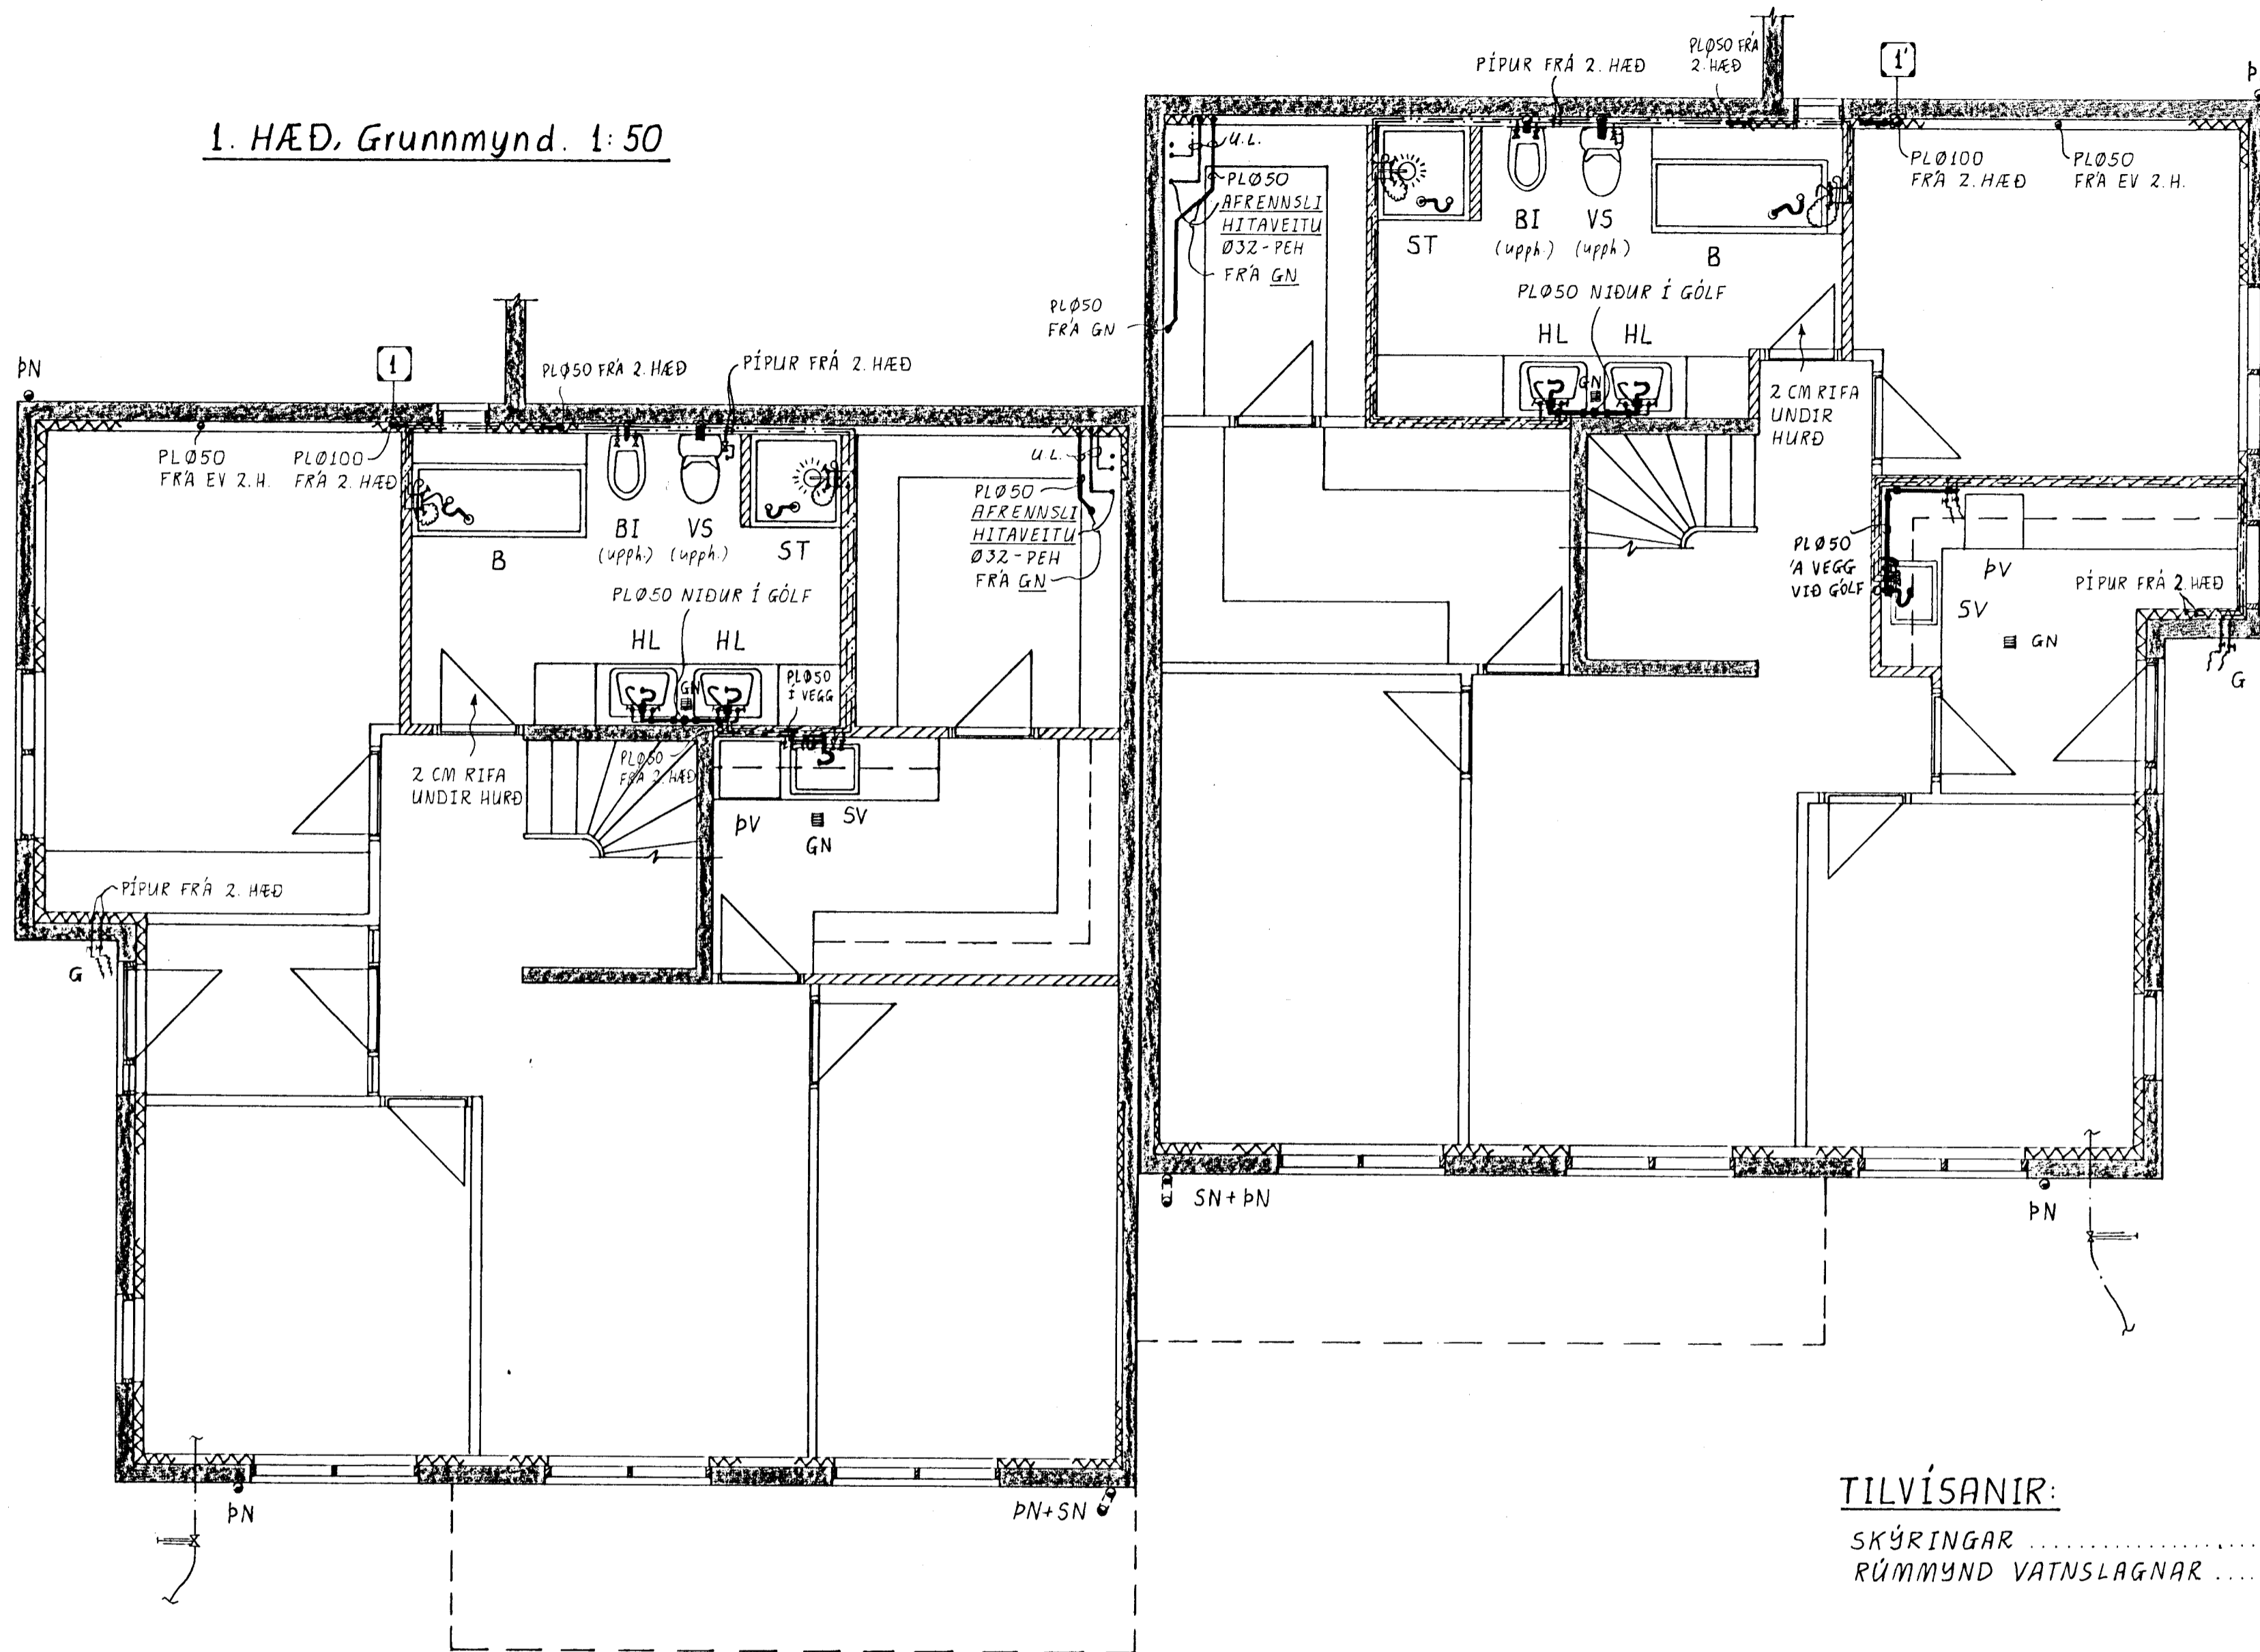 1. HÆÐ, Grunnmynd. 1:50
ÞN
1
PLØ50 FRÁ 2. HÆÐ
PÍPUR FRÁ 2. HÆÐ
PLØ50
FRÁ EV 2.H.
PLØ100
FRÁ 2. HÆÐ
B
BI
(upph.)
VS
(upph.)
ST
U.L.
PLØ50
AFRENNSLI
HITAVEITU
Ø32-PEH
FRÁ GN
PLØ50 NIÐUR Í GÓLF
HL
HL
GN
PLØ50
Í VEGG
2 CM RIFA
UNDIR HURÐ
PLØ50
FRÁ 2. HÆÐ
ÞV
SV
GN
PÍPUR FRÁ 2. HÆÐ
G
ÞN
ÞN+SN
PÍPUR FRÁ 2. HÆÐ
PLØ50 FRÁ
2. HÆÐ
1'
Þ
U.L.
PLØ50
AFRENNSLI
HITAVEITU
Ø32-PEH
FRÁ GN
PLØ50
FRÁ GN
ST
BI
(upph.)
VS
(upph.)
B
PLØ100
FRÁ 2. HÆÐ
PLØ50
FRÁ EV 2.H.
PLØ50 NIÐUR Í GÓLF
HL
HL
GN
2 CM RIFA
UNDIR
HURÐ
PLØ50
Á VEGG
VIÐ GÓLF
ÞV
SV
GN
PÍPUR FRÁ 2. HÆÐ
G
SN+ÞN
ÞN
TILVÍSANIR:
SKÝRINGAR ....................
RÚMMYND VATNSLAGNAR ....